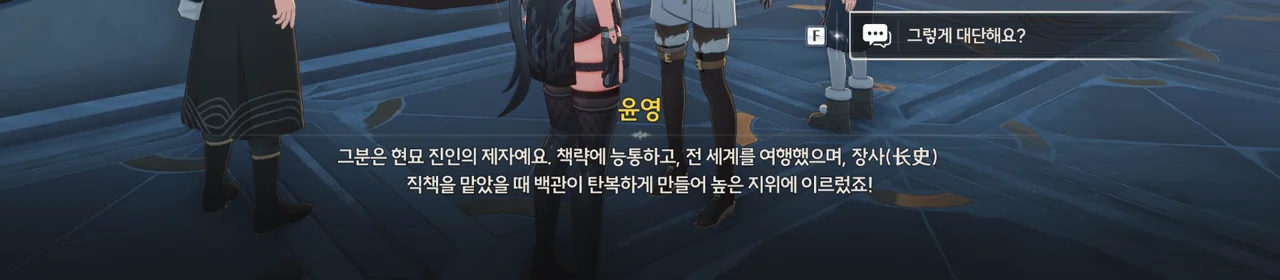 F
그렇게 대단해요?
윤영
그분은 현묘 진인의 제자예요. 책략에 능통하고, 전 세계를 여행했으며, 장사(长史)
직책을 맡았을 때 백관이 탄복하게 만들어 높은 지위에 이르렀죠!